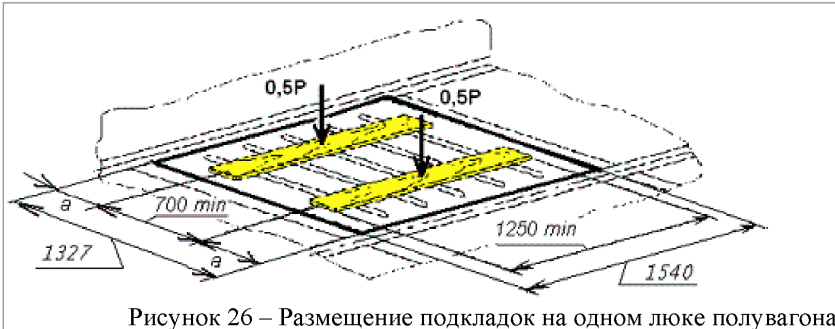 0,5P
0,5P
a
700 min
a
1327
1250 min
1540
Рисунок 26 – Размещение подкладок на одном люке полувагона